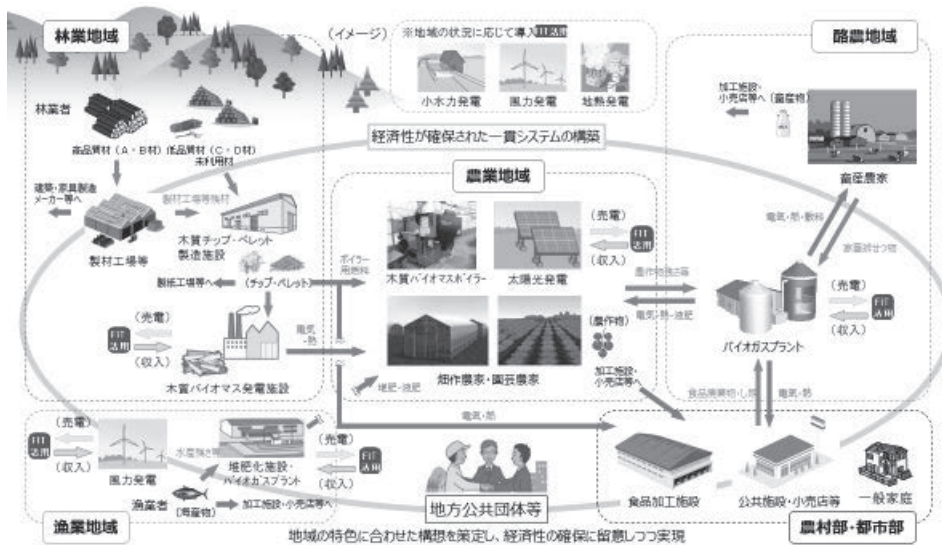 林業地域
(イメージ)
※地域の状況に応じて導入
FIT活用
小水力発電
風力発電
地熱発電
酪農地域
加工施設・
小売店等へ
(畜産物)
畜産農家
林業者
高品質材(A・B材)
低品質材(C・D材)
未利用材
経済性が確保された一貫システムの構築
建築・家具製造
メーカー等へ
製材工場等残材
製材工場等
木質チップ・ペレット
製造施設
製紙工場等へ
(チップ・ペレット)
(売電)
FIT
活用
(収入)
電気
・熱
木質バイオマス発電施設
農業地域
ボイラー
用燃料
木質バイオマスボイラー
太陽光発電
(売電)
FIT
活用
(収入)
(農作物)
畑作農家・園芸農家
堆肥・液肥
加工施設・
小売店等へ
電気・熱
電気・熱・敷料
家畜排せつ物
農作物残さ等
電気・熱・液肥
(売電)
FIT
活用
(収入)
バイオガスプラント
食品廃棄物・し尿
電気・熱
(売電)
FIT
活用
(収入)
風力発電
水産残さ等
堆肥化施設・
バイオガスプラント
(売電)
FIT
活用
(収入)
漁業者
(海産物)
加工施設・小売店等へ
漁業地域
地方公共団体等
食品加工施設
公共施設・小売店等
一般家庭
農村部・都市部
地域の特色に合わせた構想を策定し、経済性の確保に留意しつつ実現